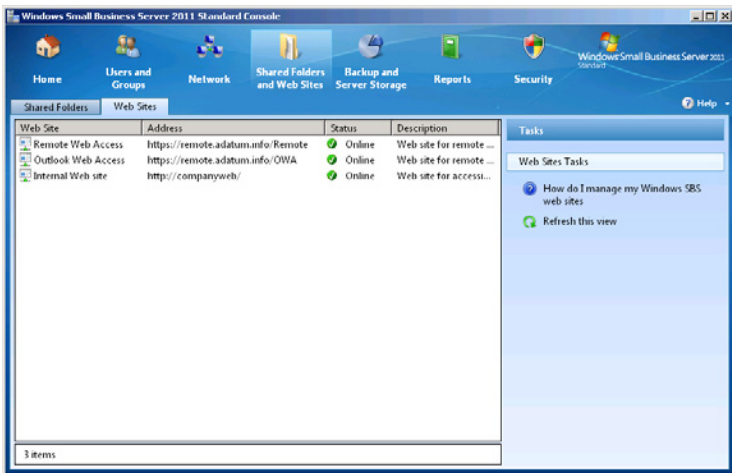 Windows Small Business Server 2011 Standard Console
Home
Users and Groups
Network
Shared Folders and Web Sites
Backup and Server Storage
Reports
Security
Windows Small Business Server 2011
Standard
Shared Folders
Web Sites
Help
Web Site Address Status Description
Remote Web Access https://remote.adatum.info/Remote Online Web site for remote ...
Outlook Web Access https://remote.adatum.info/OWA Online Web site for remote ...
Internal Web site http://companyweb/ Online Web site for accessi...
3 items
Tasks
Web Sites Tasks
How do I manage my Windows SBS
web sites
Refresh this view